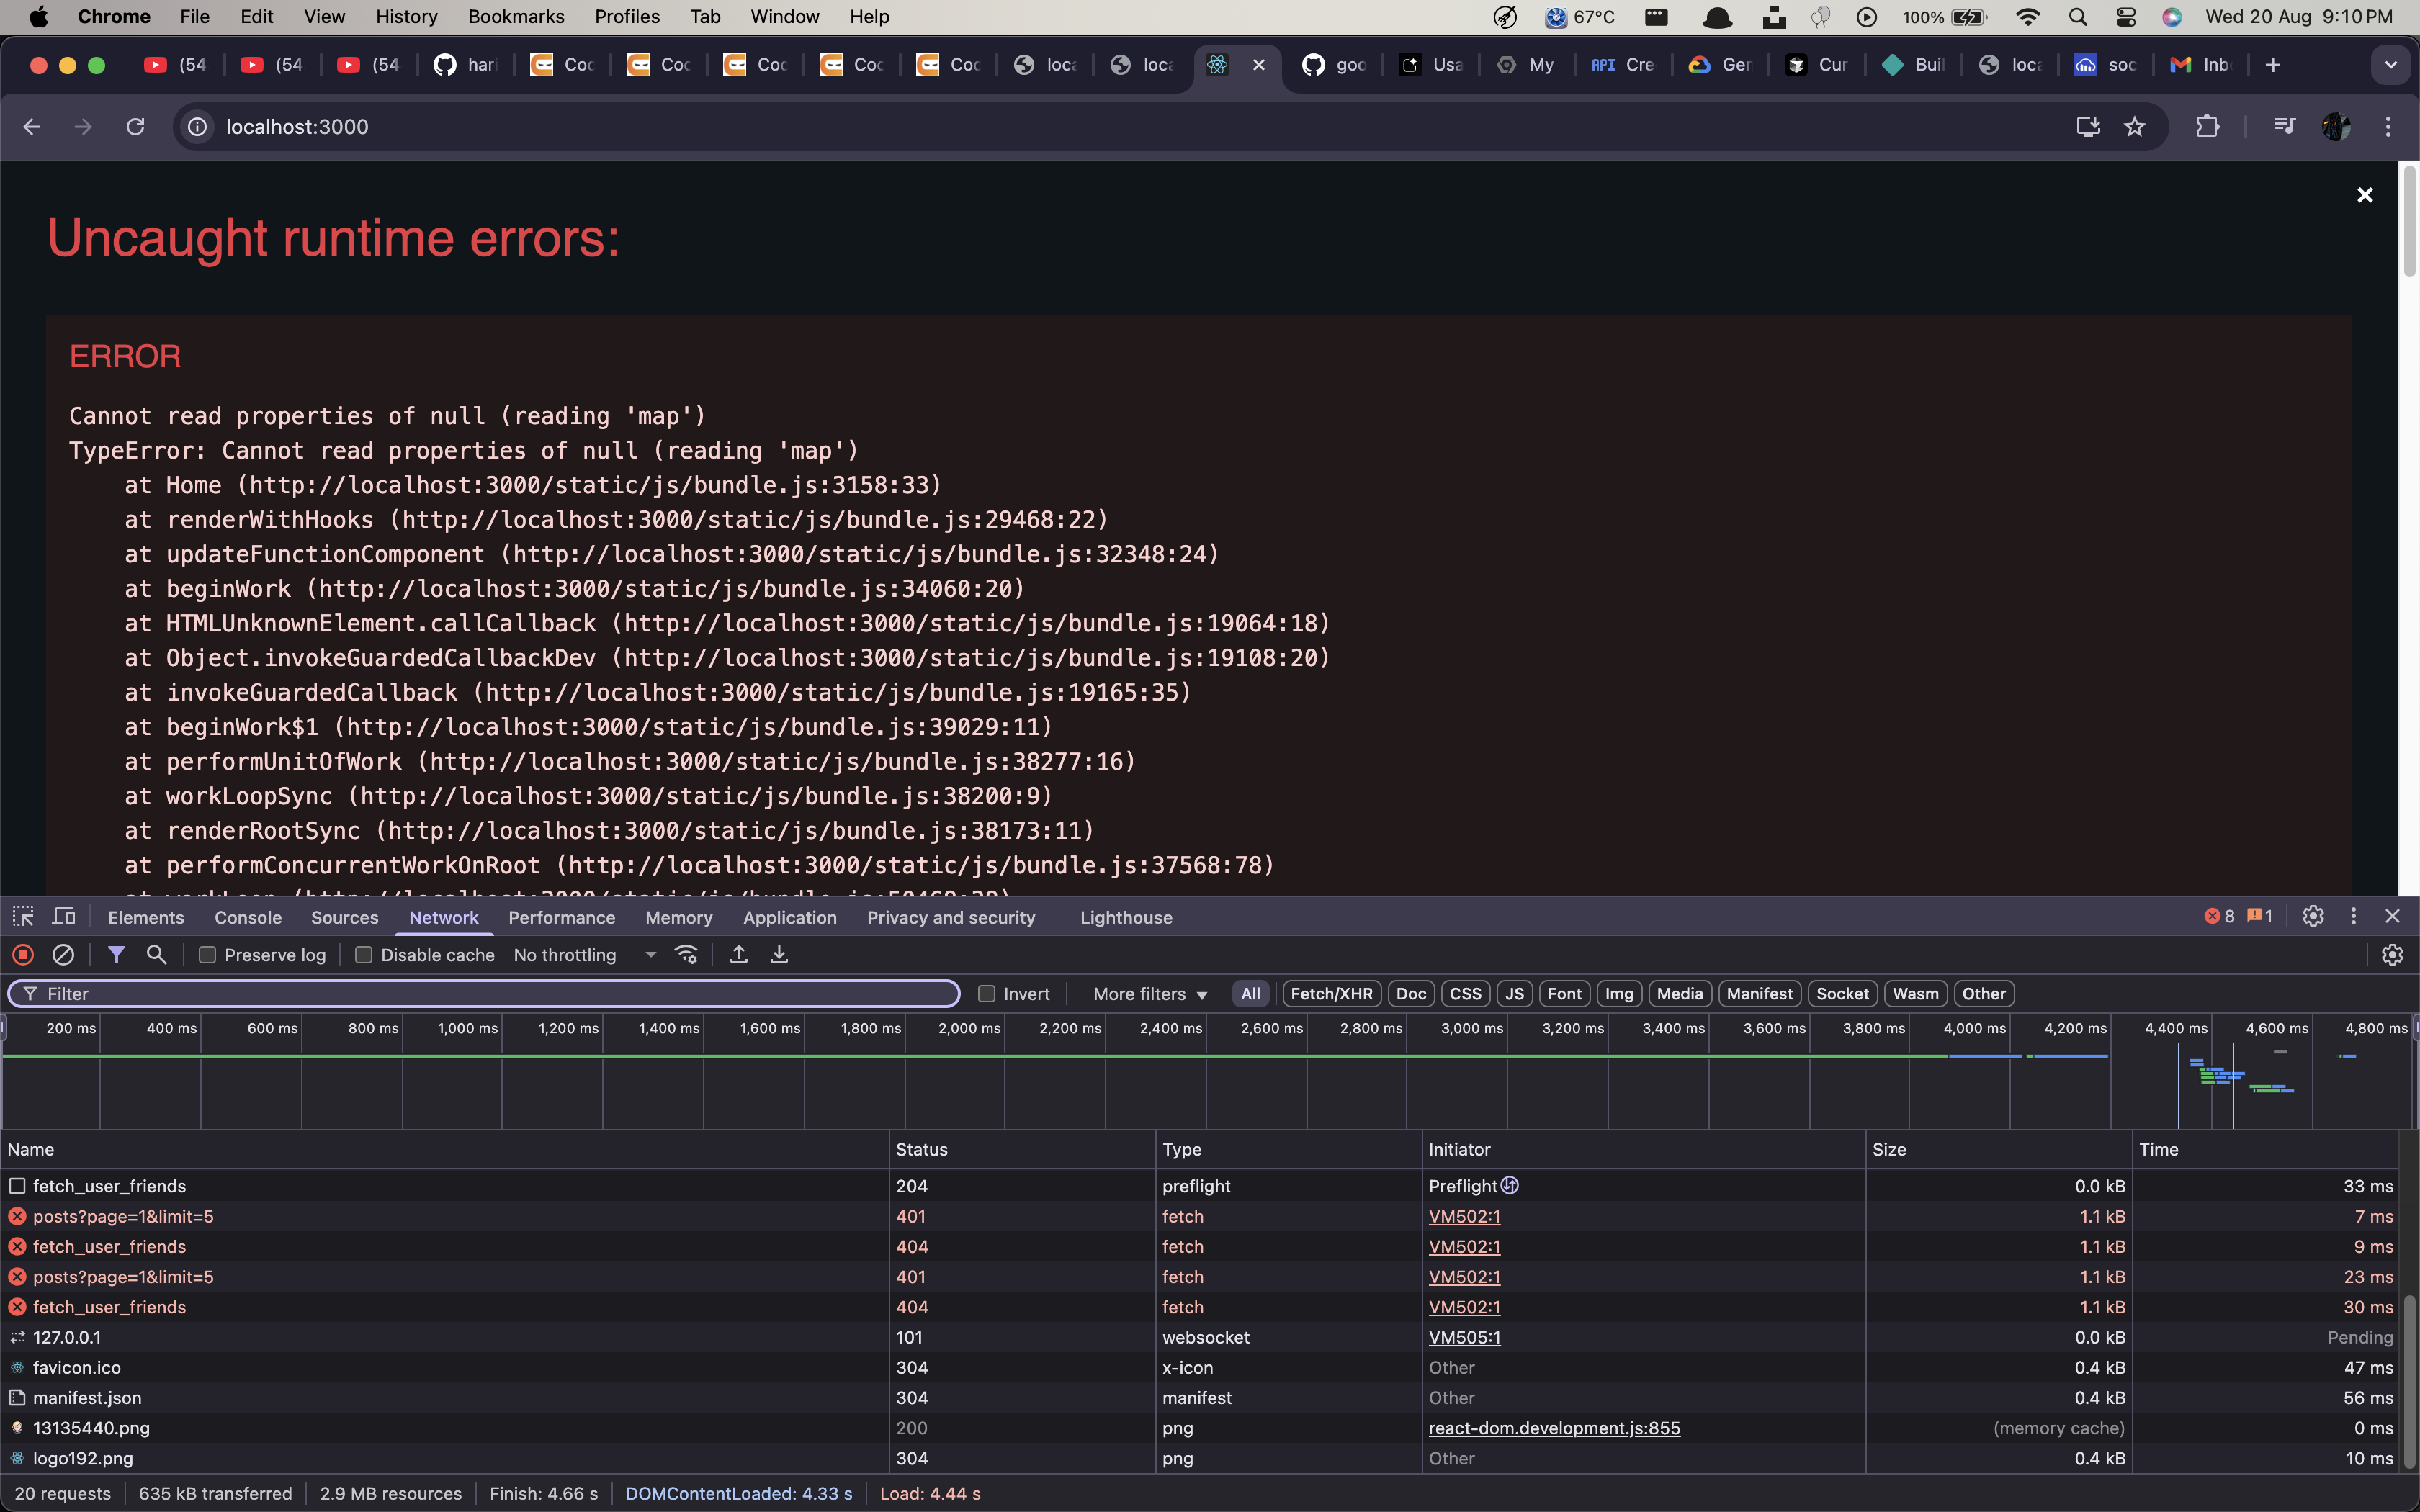 Chrome File Edit View History Bookmarks Profiles Tab Window Help 67°C 100% Wed 20 Aug 9:10 PM
(54 (54 (54 hari Coc Coc Coc Coc Coc loca loca goo Usa My API Cre Gen Cur Buil loca soc Inb
localhost:3000
Uncaught runtime errors:
ERROR
Cannot read properties of null (reading 'map')
TypeError: Cannot read properties of null (reading 'map')
at Home (http://localhost:3000/static/js/bundle.js:3158:33)
at renderWithHooks (http://localhost:3000/static/js/bundle.js:29468:22)
at updateFunctionComponent (http://localhost:3000/static/js/bundle.js:32348:24)
at beginWork (http://localhost:3000/static/js/bundle.js:34060:20)
at HTMLUnknownElement.callCallback (http://localhost:3000/static/js/bundle.js:19064:18)
at Object.invokeGuardedCallbackDev (http://localhost:3000/static/js/bundle.js:19108:20)
at invokeGuardedCallback (http://localhost:3000/static/js/bundle.js:19165:35)
at beginWork$1 (http://localhost:3000/static/js/bundle.js:39029:11)
at performUnitOfWork (http://localhost:3000/static/js/bundle.js:38277:16)
at workLoopSync (http://localhost:3000/static/js/bundle.js:38200:9)
at renderRootSync (http://localhost:3000/static/js/bundle.js:38173:11)
at performConcurrentWorkOnRoot (http://localhost:3000/static/js/bundle.js:37568:78)
Elements Console Sources Network Performance Memory Application Privacy and security Lighthouse 8 1
Preserve log Disable cache No throttling
Filter Invert More filters All Fetch/XHR Doc CSS JS Font Img Media Manifest Socket Wasm Other
200 ms 400 ms 600 ms 800 ms 1,000 ms 1,200 ms 1,400 ms 1,600 ms 1,800 ms 2,000 ms 2,200 ms 2,400 ms 2,600 ms 2,800 ms 3,000 ms 3,200 ms 3,400 ms 3,600 ms 3,800 ms 4,000 ms 4,200 ms 4,400 ms 4,600 ms 4,800 ms
Name Status Type Initiator Size Time
fetch_user_friends 204 preflight Preflight 0.0 kB 33 ms
posts?page=1&limit=5 401 fetch VM502:1 1.1 kB 7 ms
fetch_user_friends 404 fetch VM502:1 1.1 kB 9 ms
posts?page=1&limit=5 401 fetch VM502:1 1.1 kB 23 ms
fetch_user_friends 404 fetch VM502:1 1.1 kB 30 ms
127.0.0.1 101 websocket VM505:1 0.0 kB Pending
favicon.ico 304 x-icon Other 0.4 kB 47 ms
manifest.json 304 manifest Other 0.4 kB 56 ms
13135440.png 200 png react-dom.development.js:855 (memory cache) 0 ms
logo192.png 304 png Other 0.4 kB 10 ms
20 requests 635 kB transferred 2.9 MB resources Finish: 4.66 s DOMContentLoaded: 4.33 s Load: 4.44 s